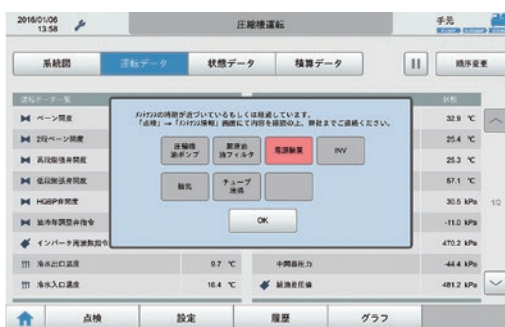 2016/01/06
13:58
圧縮機運転
手元
系統図
運転データ
状態データ
積算データ
順序変更
運転データ一覧
状態
ベーン開度
32.9 ℃
2段ベーン開度
25.4 ℃
高段膨張弁開度
25.3 ℃
低段膨張弁開度
57.1 ℃
HGBP弁開度
30.5 kPa
1/2
油冷却調整弁指令
-11.0 kPa
インバータ周波数指令
470.2 kPa
冷水出口温度
9.7 ℃
中間器圧力
-44.4 kPa
冷水入口温度
16.4 ℃
給油差圧値
481.2 kPa
ﾒﾝﾃﾅﾝｽの時期が近づいているもしくは経過しています。
「点検」→「ﾒﾝﾃﾅﾝｽ情報」画面にて内容を確認の上、弊社までご連絡ください。
圧縮機
油ポンプ
潤滑油
油フィルタ
電源装置
INV
抽気
チューブ
洗浄
OK
点検
設定
履歴
グラフ